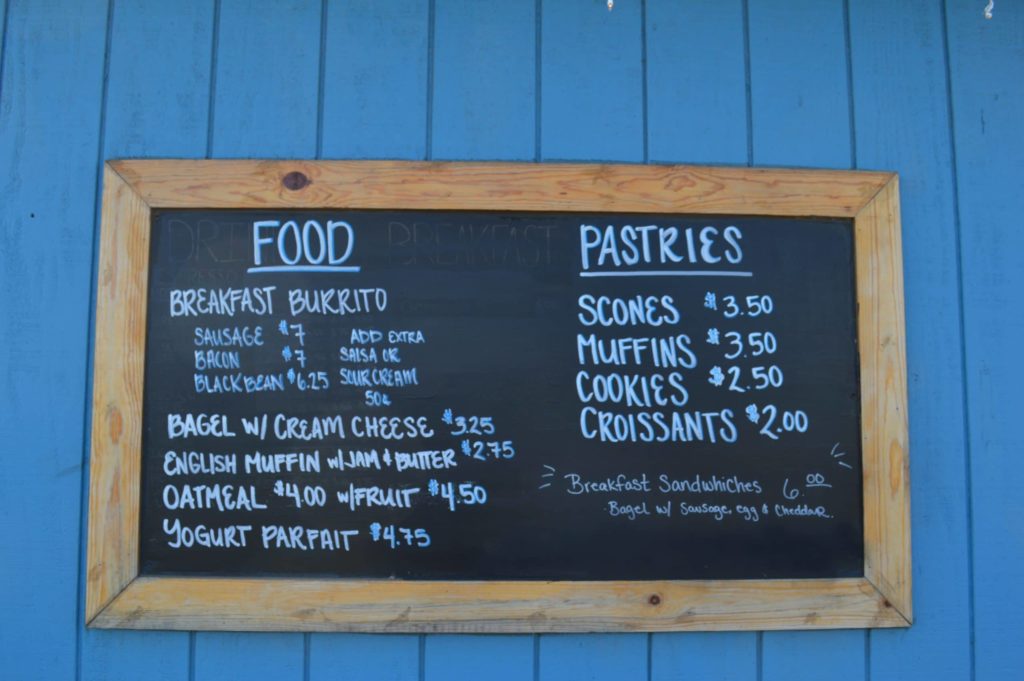 FOOD
BREAKFAST BURRITO
SAUSAGE $7
BACON $7
BLACK BEAN $6.25
ADD EXTRA
SALSA OR
SOUR CREAM
50¢
BAGEL W/ CREAM CHEESE $3.25
ENGLISH MUFFIN W/ JAM & BUTTER $2.75
OATMEAL $4.00 W/ FRUIT $4.50
YOGURT PARFAIT $4.75
PASTRIES
SCONES $3.50
MUFFINS $3.50
COOKIES $2.50
CROISSANTS $2.00
Breakfast Sandwhiches 6.00
Bagel w/ Sausage, egg & Cheddar.
BREAKFAST